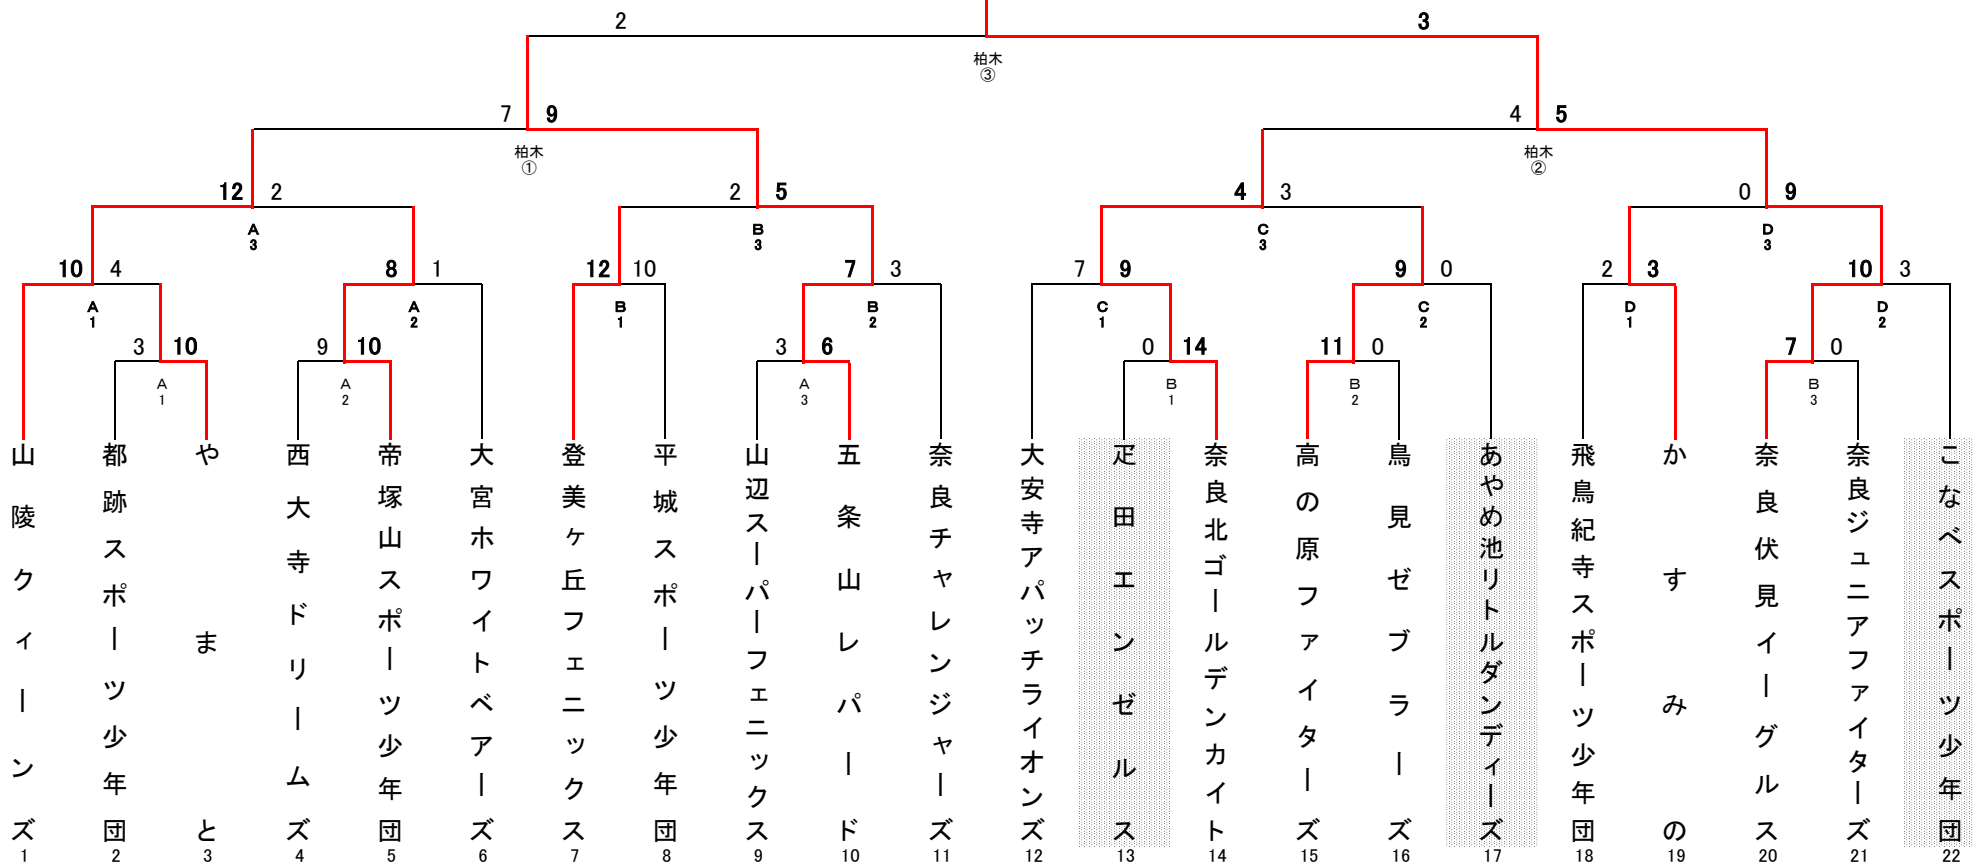 2 3
柏木
③
7 9 4 5
柏木
①
柏木
②
12 2 2 5 4 3 0 9
A
3
B
3
C
3
D
3
10 4 8 1 12 10 7 3 7 9 9 0 2 3 10 3
A
1
A
2
B
1
B
2
C
1
C
2
D
1
D
2
3 10 9 10 3 6 0 14 11 0 7 0
A
1
A
2
A
3
B
1
B
2
B
3
山陵クィーンズ
1
都跡スポーツ少年団
2
やまと
3
西大寺ドリームズ
4
帝塚山スポーツ少年団
5
大宮ホワイトベアーズ
6
登美ヶ丘フェニックス
7
平城スポーツ少年団
8
山辺スーパーフェニックス
9
五条山レパード
10
奈良チャレンジャーズ
11
大安寺アパッチライオンズ
12
疋田エンゼルス
13
奈良北ゴールデンカイト
14
高の原ファイターズ
15
鳥見ゼブラーズ
16
あやめ池リトルダンディーズ
17
飛鳥紀寺スポーツ少年団
18
かすみの
19
奈良伏見イーグルス
20
奈良ジュニアファイターズ
21
こなべスポーツ少年団
22